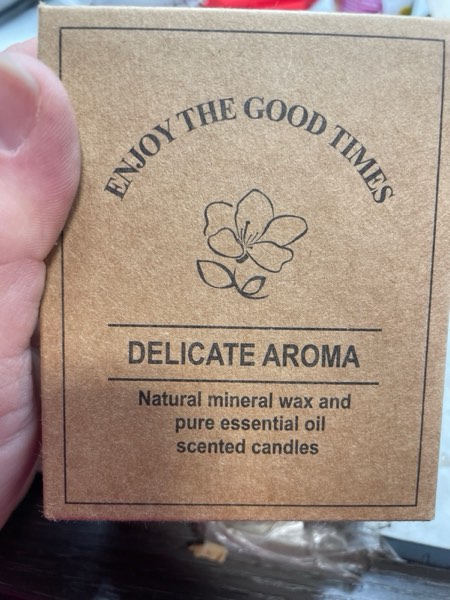 ENJOY THE GOOD TIMES
DELICATE AROMA
Natural mineral wax and
pure essential oil
scented candles